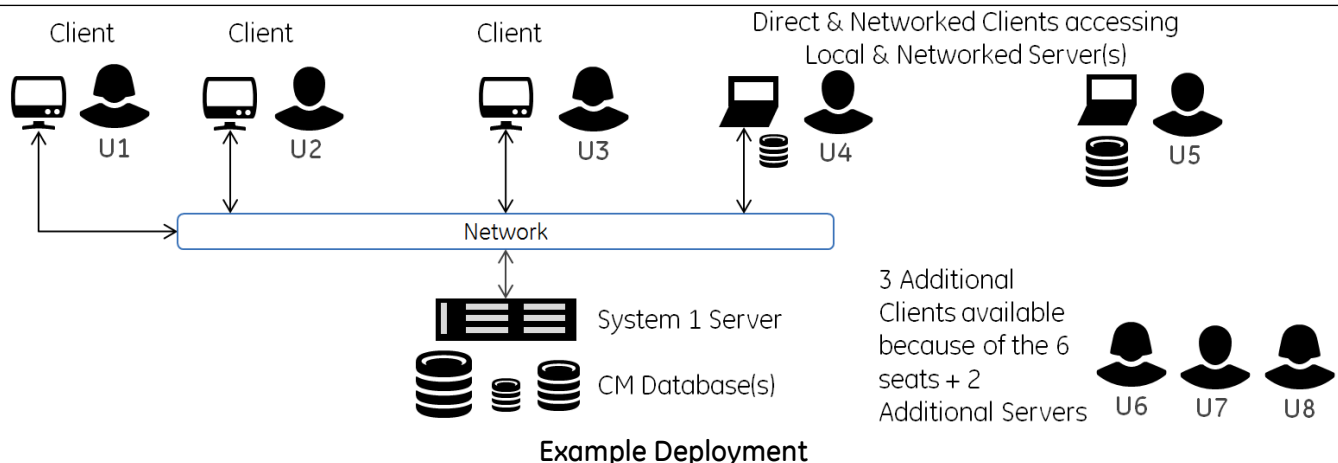 Client
Client
Client
Direct & Networked Clients accessing
Local & Networked Server(s)
U1
U2
U3
U4
U5
Network
System 1 Server
CM Database(s)
3 Additional
Clients available
because of the 6
seats + 2
Additional Servers
U6
U7
U8
Example Deployment